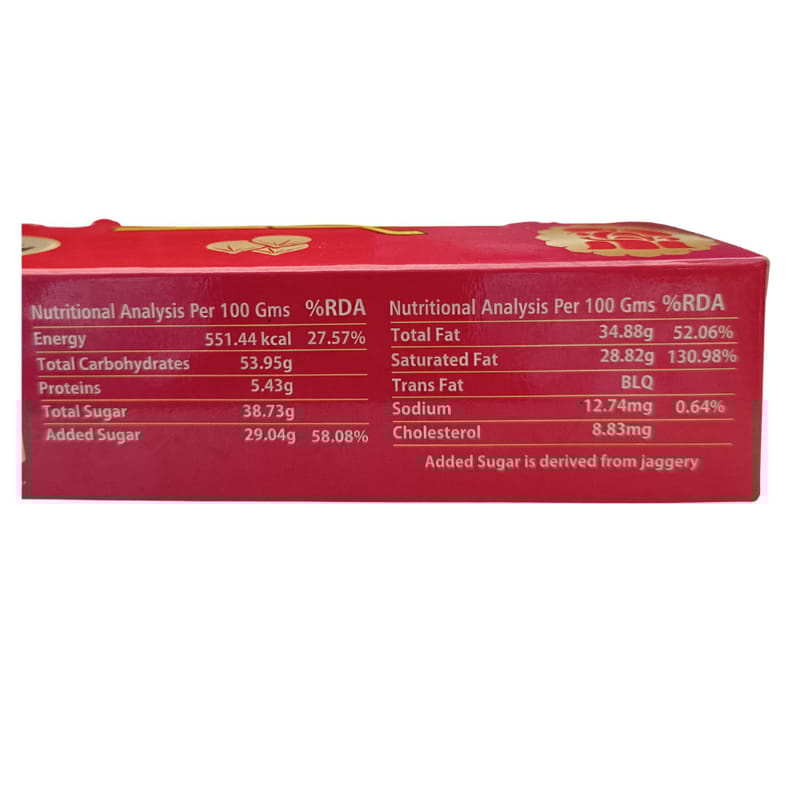 Nutritional Analysis Per 100 Gms %RDA
Energy 551.44 kcal 27.57%
Total Carbohydrates 53.95g
Proteins 5.43g
Total Sugar 38.73g
Added Sugar 29.04g 58.08%
Nutritional Analysis Per 100 Gms %RDA
Total Fat 34.88g 52.06%
Saturated Fat 28.82g 130.98%
Trans Fat BLQ
Sodium 12.74mg 0.64%
Cholesterol 8.83mg
Added Sugar is derived from jaggery